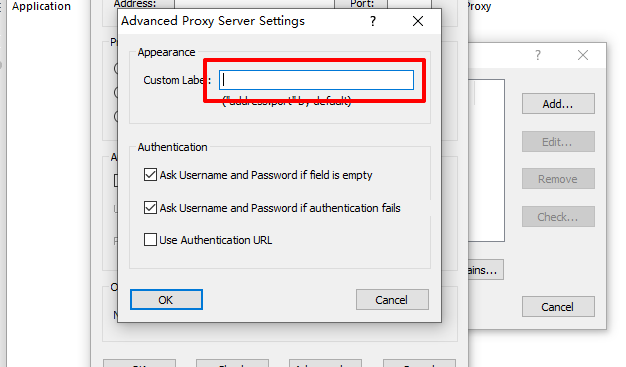 Application
Address:
Port:
Proxy
Advanced Proxy Server Settings
?
Appearance
Custom Label:
("address:port" by default)
Add...
Edit...
Remove
Check...
Authentication
Ask Username and Password if field is empty
Ask Username and Password if authentication fails
Use Authentication URL
ains...
OK
Cancel
Cancel